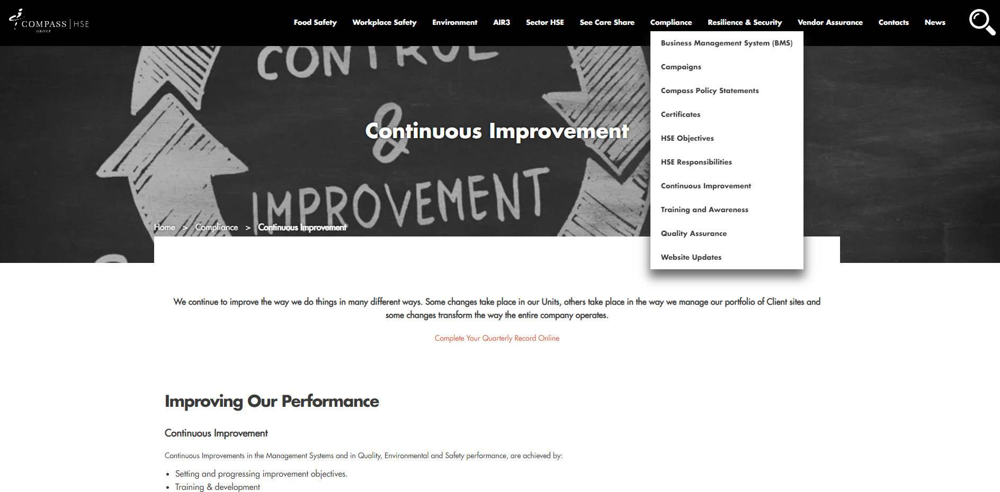 COMPASS | HSE
GROUP
Food Safety Workplace Safety Environment AIR3 Sector HSE See Care Share Compliance Resilience & Security Vendor Assurance Contacts News
Business Management System (BMS)
Campaigns
Compass Policy Statements
Certificates
HSE Objectives
HSE Responsibilities
Continuous Improvement
Training and Awareness
Quality Assurance
Website Updates
CONTROL
&
IMPROVEMENT
Continuous Improvement
Home > Compliance > Continuous Improvement
We continue to improve the way we do things in many different ways. Some changes take place in our Units, others take place in the way we manage our portfolio of Client sites and
some changes transform the way the entire company operates.
Complete Your Quarterly Record Online
Improving Our Performance
Continuous Improvement
Continuous Improvements in the Management Systems and in Quality, Environmental and Safety performance, are achieved by:
• Setting and progressing improvement objectives.
• Training & development